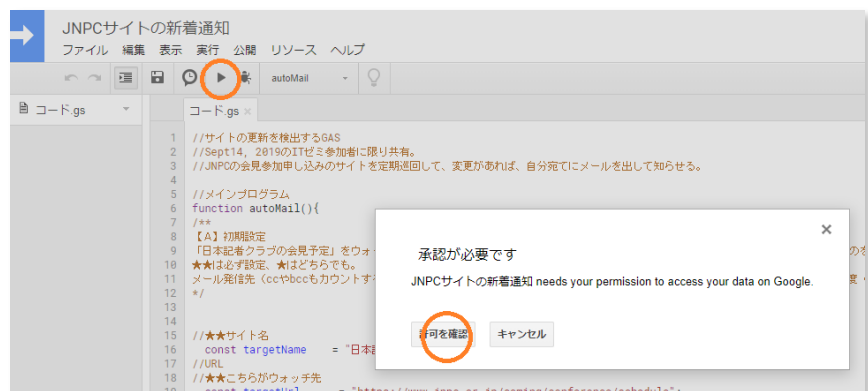 JNPCサイトの新着通知
ファイル 編集 表示 実行 公開 リソース ヘルプ
autoMail
コード.gs
コード.gs ×
1 //サイトの更新を検出するGAS
2 //Sept14, 2019のITゼミ参加者に限り共有。
3 //JNPCの会見参加申し込みのサイトを定期巡回して、変更があれば、自分宛てにメールを出して知らせる。
4
5 //メインプログラム
6 function autoMail(){
7 /**
8 【A】初期設定
9 「日本記者クラブの会見予定」をウォ
10 ★★は必ず設定、★はどちらでも。
11 メール発信先（ccやbccもカウントす
12 */
13
14
15 //★★サイト名
16 const targetName = "日本
17 //URL
18 //★★こちらがウォッチ先
×
承認が必要です
JNPCサイトの新着通知 needs your permission to access your data on Google.
許可を確認 キャンセル